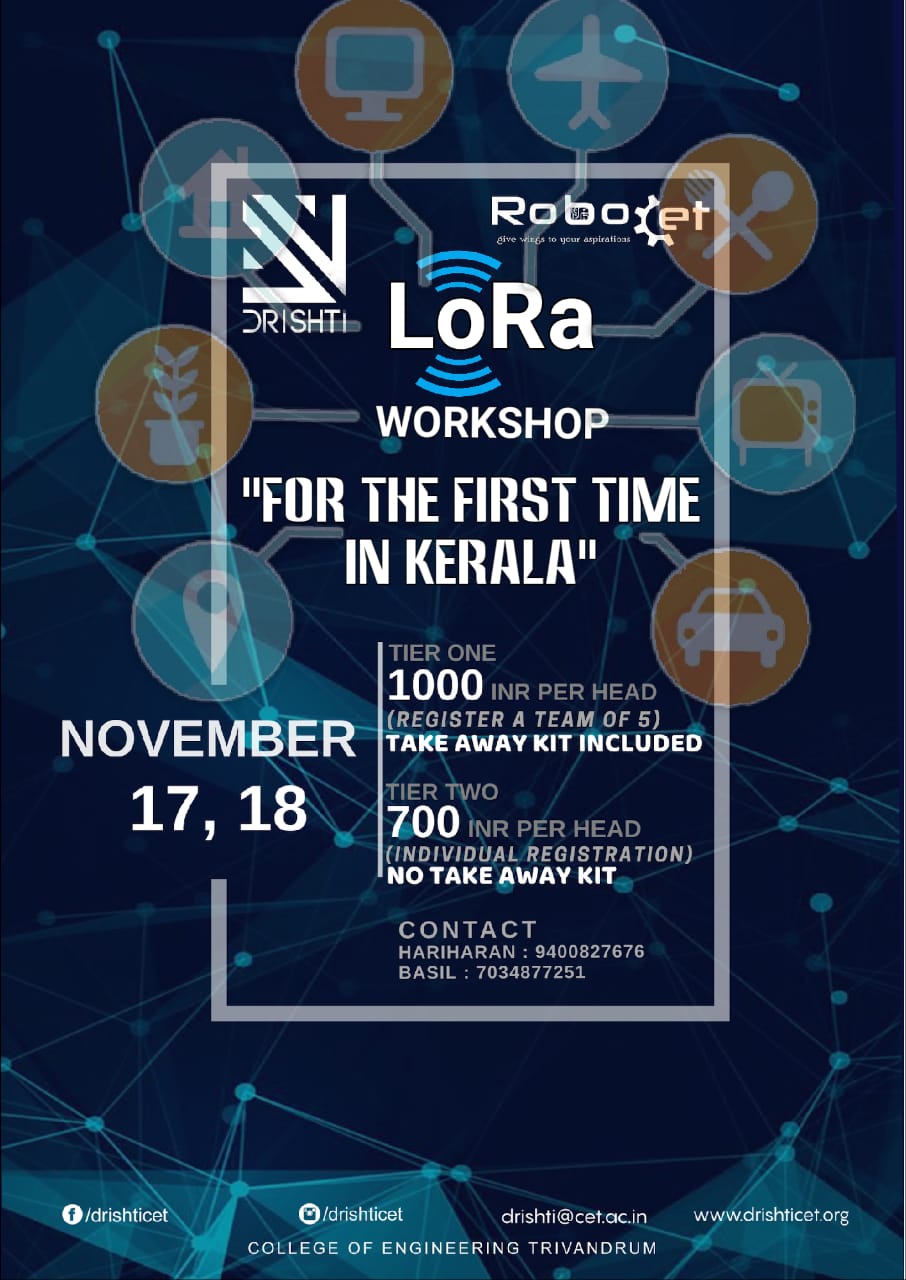 DRISHTI
Robocet
give wings to your aspirations
LoRa
WORKSHOP
"FOR THE FIRST TIME
IN KERALA"
NOVEMBER
17, 18
TIER ONE
1000 INR PER HEAD
(REGISTER A TEAM OF 5)
TAKE AWAY KIT INCLUDED
TIER TWO
700 INR PER HEAD
(INDIVIDUAL REGISTRATION)
NO TAKE AWAY KIT
CONTACT
HARIHARAN : 9400827676
BASIL : 7034877251
/drishticet /drishticet drishti@cet.ac.in www.drishticet.org
COLLEGE OF ENGINEERING TRIVANDRUM